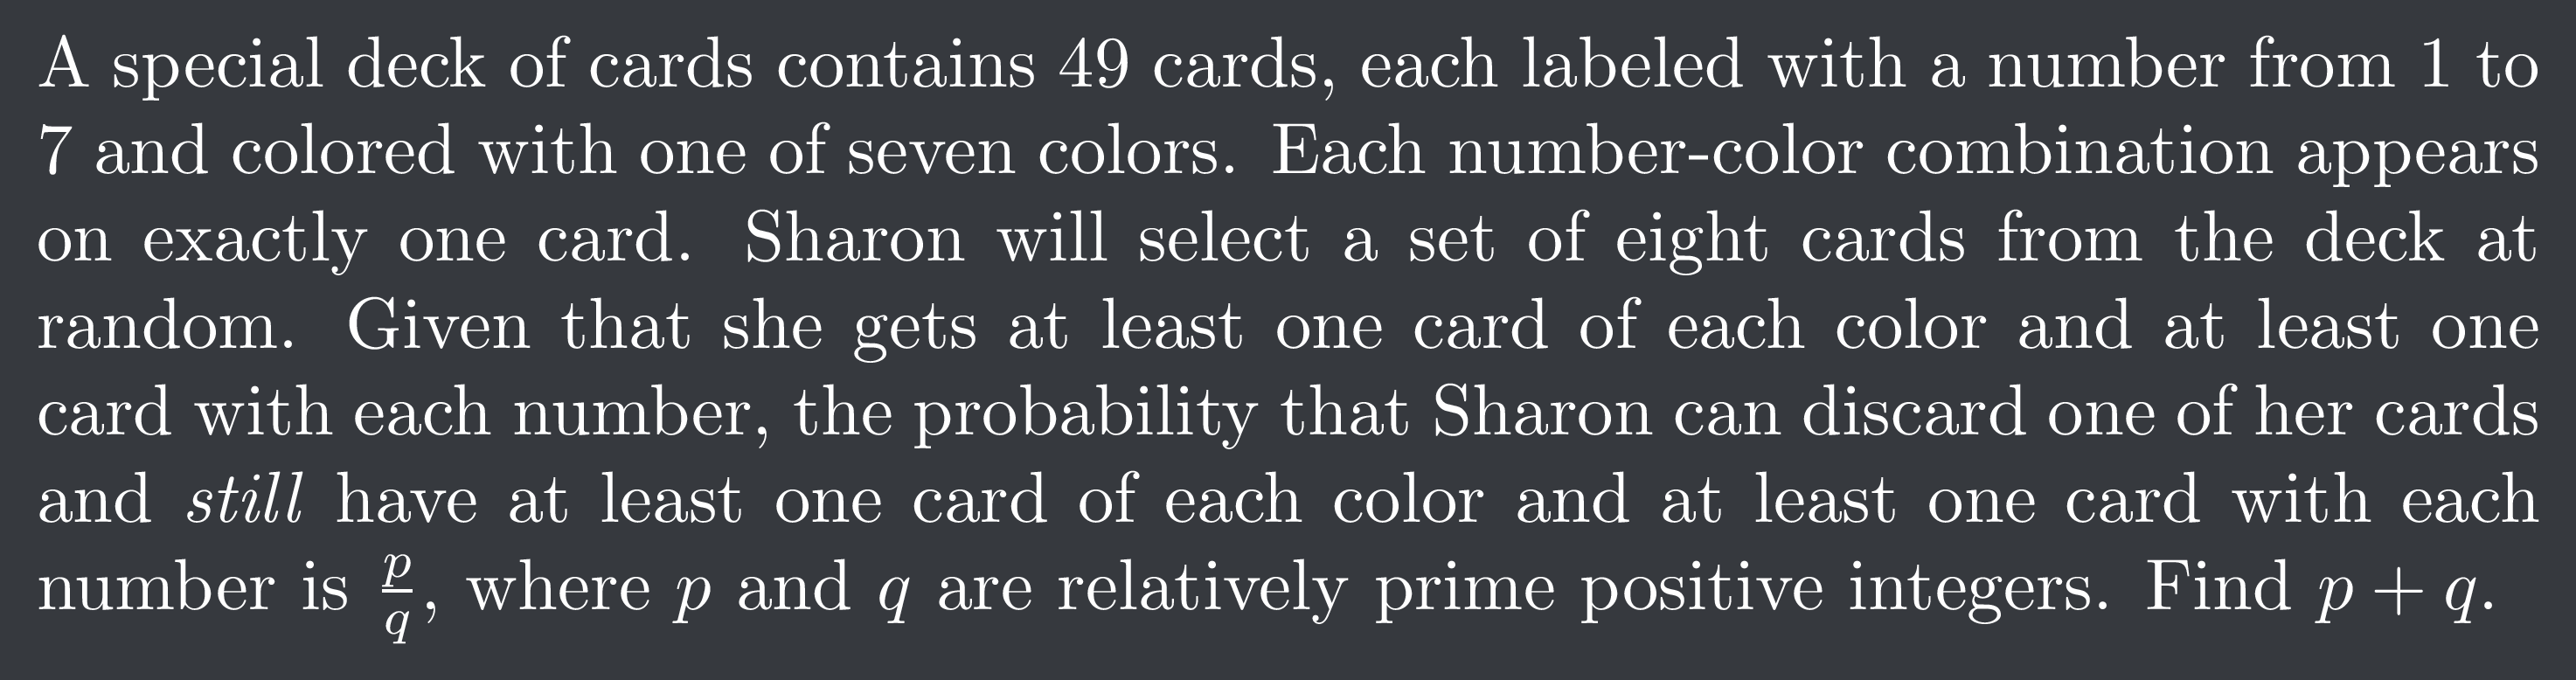 A special deck of cards contains 49 cards, each labeled with a number from 1 to
7 and colored with one of seven colors. Each number-color combination appears
on exactly one card. Sharon will select a set of eight cards from the deck at
random. Given that she gets at least one card of each color and at least one
card with each number, the probability that Sharon can discard one of her cards
and still have at least one card of each color and at least one card with each
number is \frac{p}{q}, where p and q are relatively prime positive integers. Find p + q.